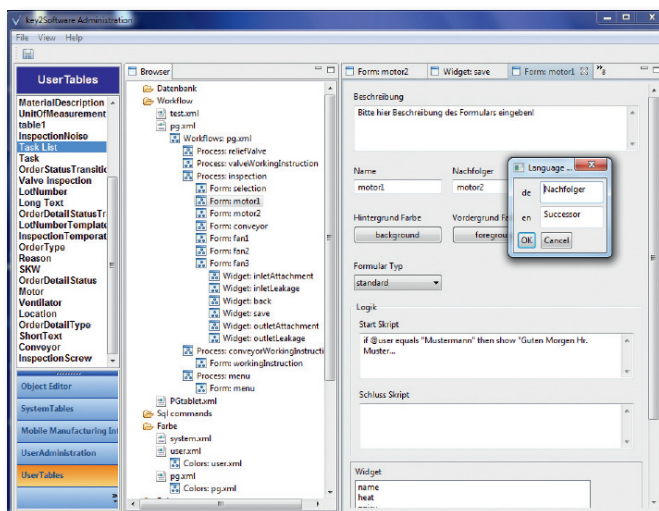 key2Software Administration
File View Help
UserTables
MaterialDescription
UnitOfMeasurement
table1
InspectionNoise
Task List
Task
OrderStatusTransitic
Valve inspection
LotNumber
Long Text
OrderDetailStatusTr
LotNumberTemplate
InspectionTemperat
OrderType
Reason
SKW
OrderDetailStatus
Motor
Ventilator
Location
OrderDetailType
ShortText
Conveyor
InspectionScrew
Object Editor
SystemTables
Mobile Manufacturing Int
UserAdministration
UserTables
Browser
Datenbank
Workflow
test.xml
pg.xml
Workflows: pg.xml
Process: reliefValve
Process: valveWorkingInstruction
Process: inspection
Form: selection
Form: motor1
Form: motor2
Form: conveyor
Form: fan1
Form: fan2
Form: fan3
Widget: inletAttachment
Widget: inletLeakage
Widget: back
Widget: save
Widget: outletAttachment
Widget: outletLeakage
Process: conveyorWorkingInstructi
Form: workingInstruction
Process: menu
Form: menu
PGtablet.xml
Sql commands
Farbe
system.xml
user.xml
Colors: user.xml
pg.xml
Colors: pg.xml
Form: motor2 Widget: save Form: motor1 8
Beschreibung
Bitte hier Beschreibung des Formulars eingeben!
Name Nachfolger
motor1 motor2
Hintergrund Farbe Vordergrund Fa
background foregrou
Formular Typ
standard
Logik
Start Skript
if @user equals "Mustermann" then show "Guten Morgen Hr.
Muster...
Schluss Skript
Widget
name
heat
Language ...
de Nachfolger
en Successor
OK Cancel